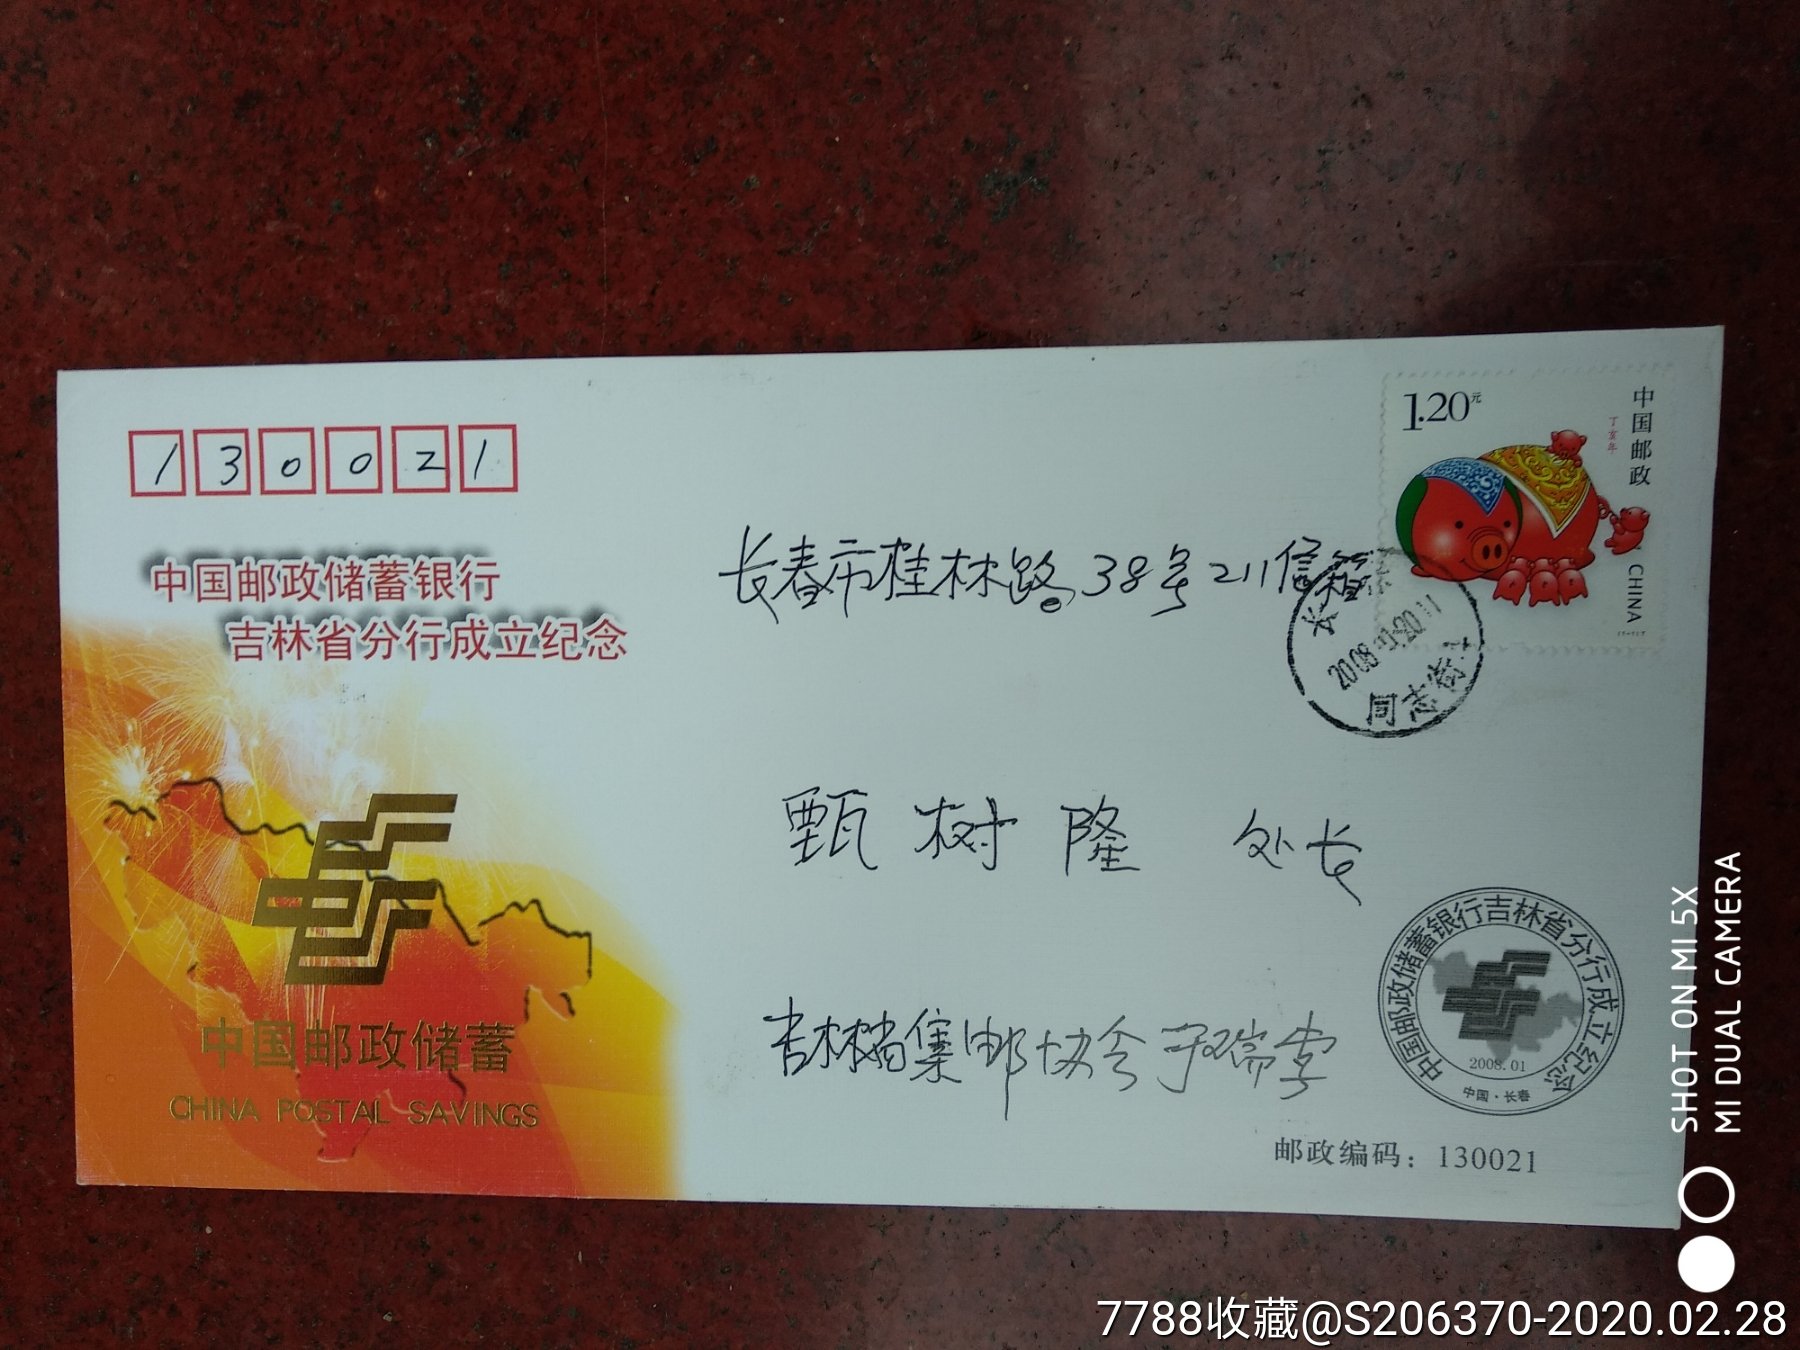 130021
中国邮政储蓄银行
吉林省分行成立纪念
中国邮政储蓄
CHINA POSTAL SAVINGS
1.20元
中国邮政
丁亥年
CHINA
长春市桂林路38号211信箱
长
2008
20.11
同志街
甄树隆 处长
吉林省集邮协会
中国邮政储蓄银行吉林省分行成立纪念
2008.01
中国·长春
邮政编码：130021
SHOT ON MI 5X
MI DUAL CAMERA
7788收藏@S206370-2020.02.28